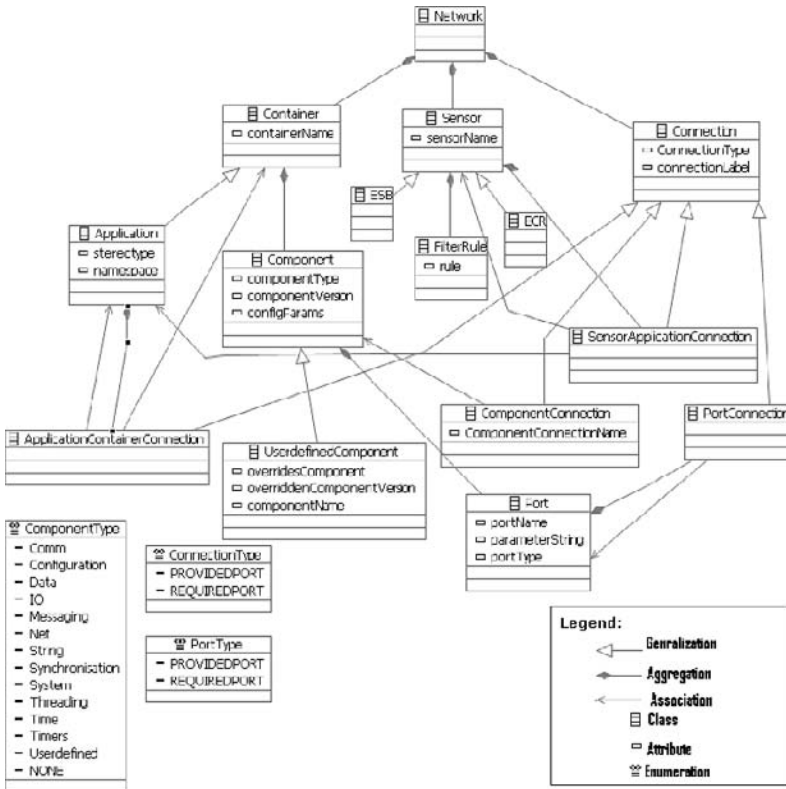 Network
Container
containerName
Sensor
sensorName
Connection
ConnectionType
connectionLabel
ESB
ECR
Application
stereotype
namespace
Component
componentType
componentVersion
configParams
FilterRule
rule
SensorAppicationConnection
ApplicationContainerConnection
UserdefinedComponent
overridesComponent
overriddenComponentVersion
componentName
ComponentConnection
ComponentConnectionName
PortConnection
Port
portName
parameterString
portType
ComponentType
Comm
Configuration
Data
IO
Messaging
Net
String
Synchronisation
System
Threading
Time
Timers
Userdefined
NONE
ConnectionType
PROVIDEDPORT
REQUIREDPORT
PortType
PROVIDEDPORT
REQUIREDPORT
Legend:
Genralization
Aggregation
Association
Class
Attribute
Enumeration